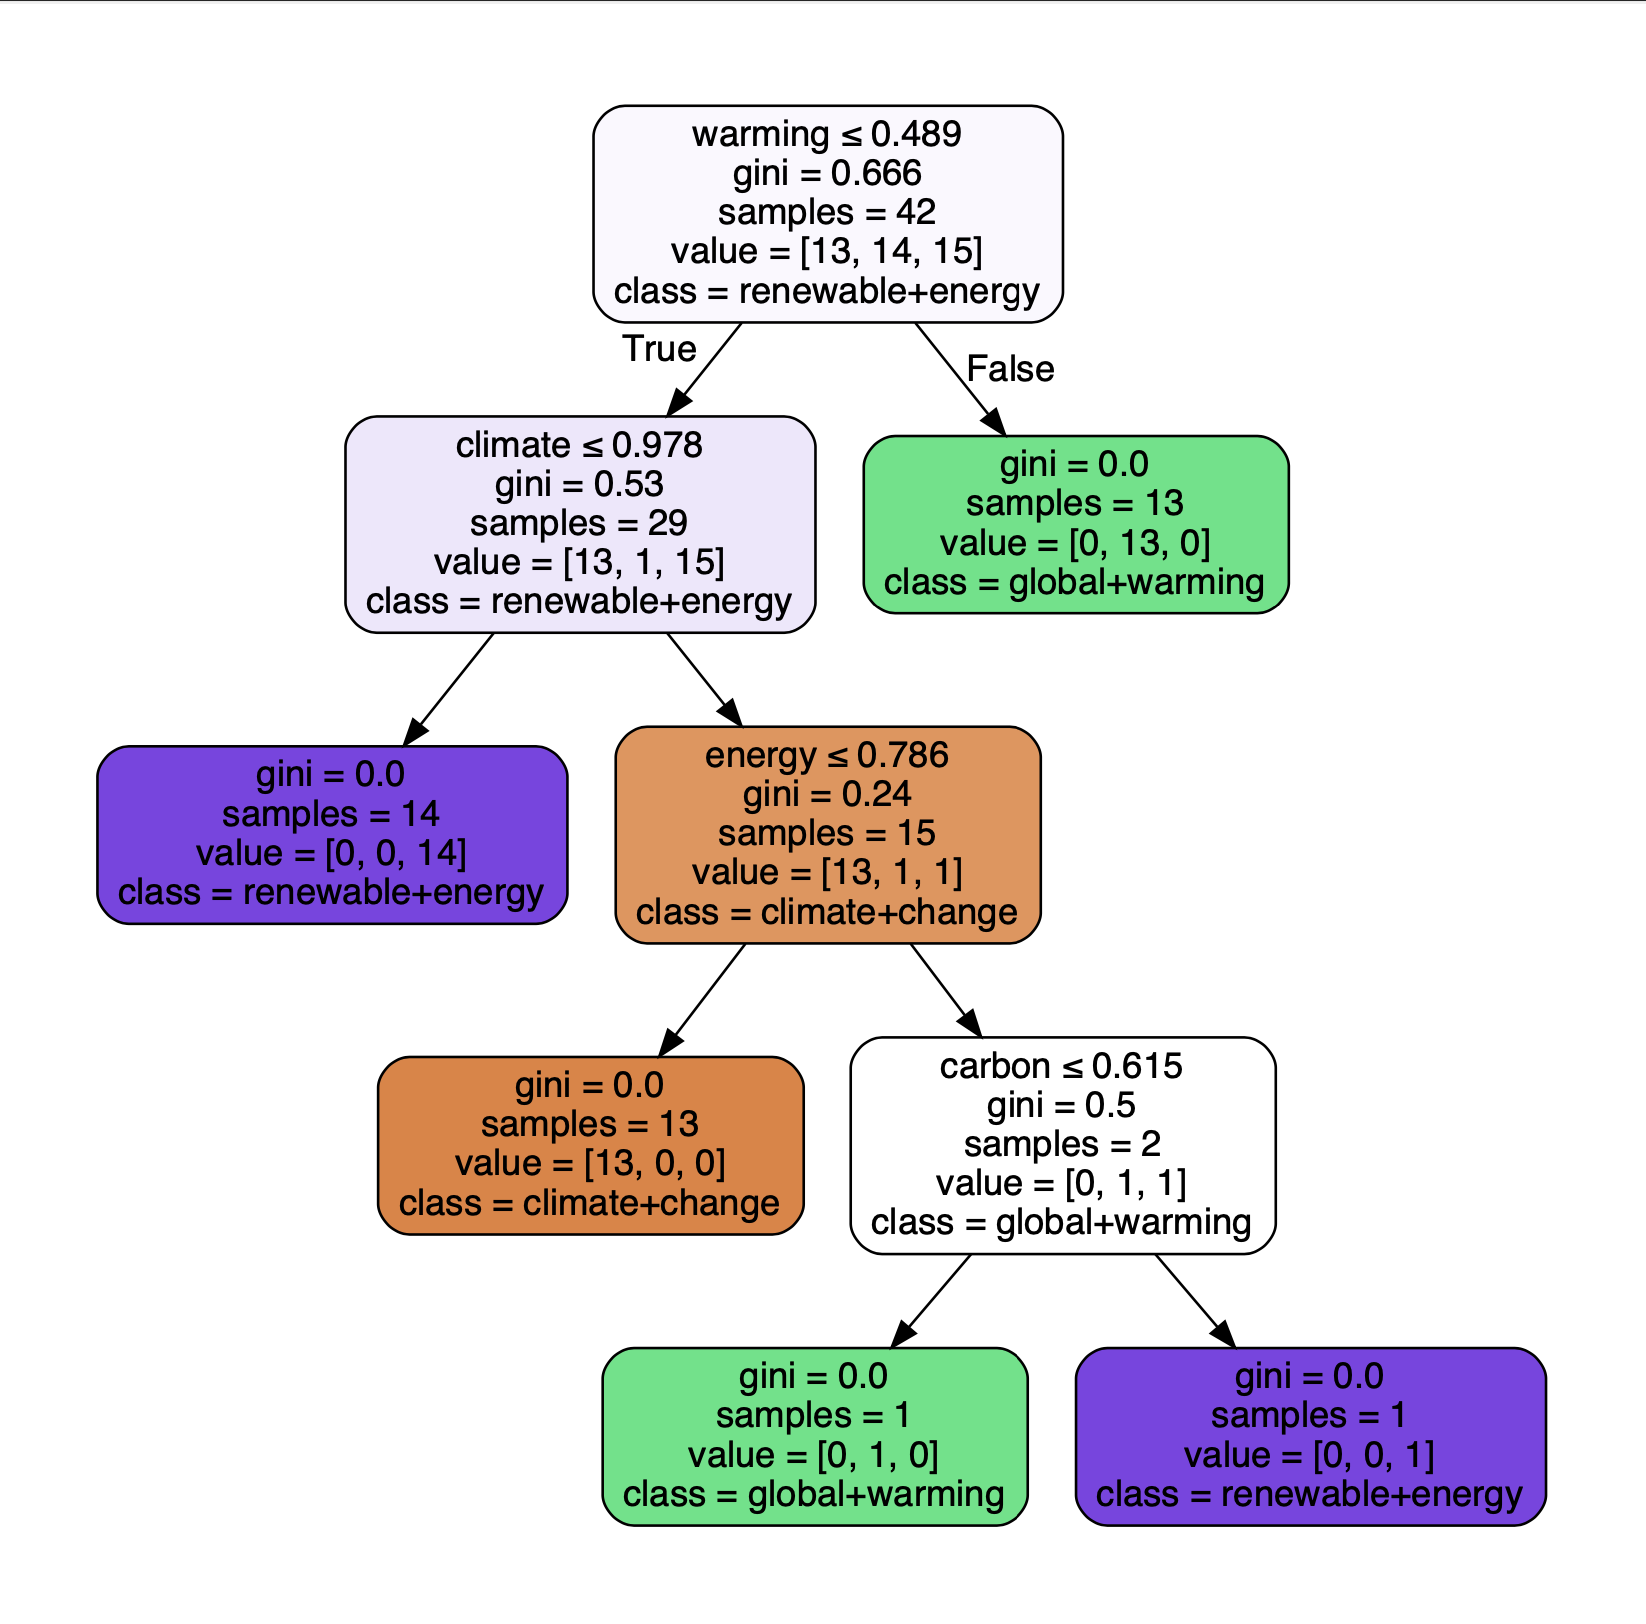 warming ≤ 0.489
gini = 0.666
samples = 42
value = [13, 14, 15]
class = renewable+energy
True
False
climate ≤ 0.978
gini = 0.53
samples = 29
value = [13, 1, 15]
class = renewable+energy
gini = 0.0
samples = 13
value = [0, 13, 0]
class = global+warming
gini = 0.0
samples = 14
value = [0, 0, 14]
class = renewable+energy
energy ≤ 0.786
gini = 0.24
samples = 15
value = [13, 1, 1]
class = climate+change
gini = 0.0
samples = 13
value = [13, 0, 0]
class = climate+change
carbon ≤ 0.615
gini = 0.5
samples = 2
value = [0, 1, 1]
class = global+warming
gini = 0.0
samples = 1
value = [0, 1, 0]
class = global+warming
gini = 0.0
samples = 1
value = [0, 0, 1]
class = renewable+energy